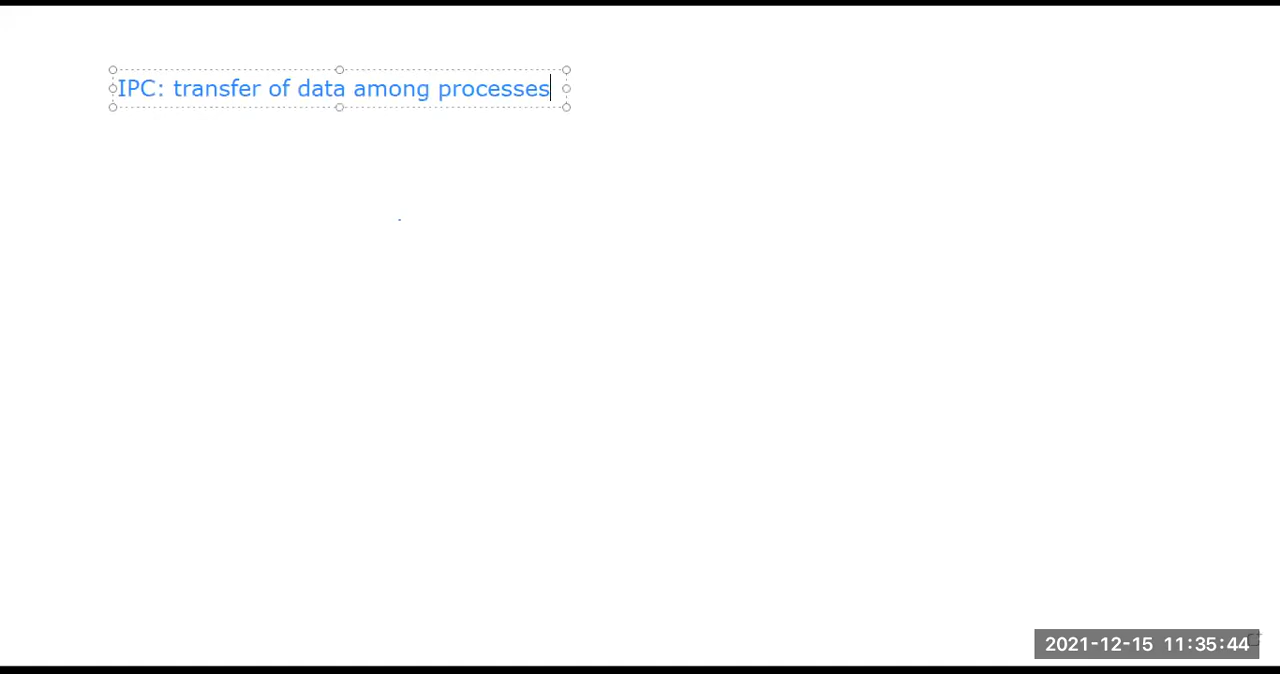 IPC: transfer of data among processes
2021-12-15 11:35:44